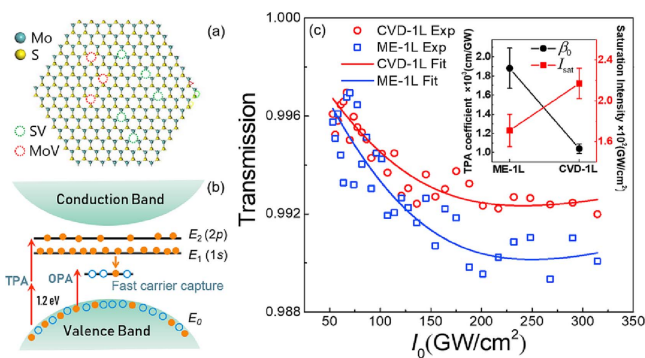 (a)
Mo
S
SV
MoV
(b)
Conduction Band
E₂ (2p)
E₁ (1s)
TPA
OPA
Fast carrier capture
1.2 eV
E₀
Valence Band
(c)
CVD-1L Exp
ME-1L Exp
CVD-1L Fit
ME-1L Fit
Transmission
1.000
0.996
0.992
0.988
50 100 150 200 250 300 350
I₀(GW/cm²)
TPA coefficient ×10²(cm/GW)
2.0
1.8
1.6
1.4
1.2
1.0
β₀
Iₛₐₜ
Saturation intensity ×10²(GW/cm²)
2.4
2.0
1.6
ME-1L CVD-1L